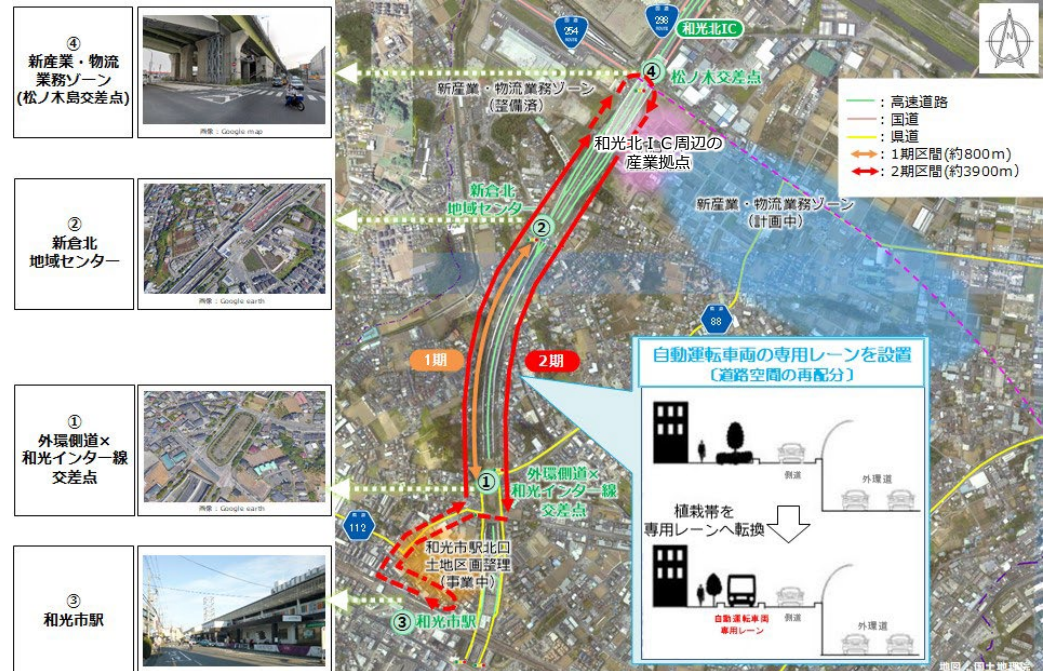 ④
新産業・物流
業務ゾーン
(松ノ木島交差点)
画像：Google map
②
新倉北
地域センター
画像：Google earth
①
外環側道×
和光インター線
交差点
画像：Google earth
③
和光市駅
国道
254
ROUTE
国道
298
ROUTE
和光北IC
④
松ノ木交差点
新産業・物流業務ゾーン
(整備済)
和光北IC周辺の
産業拠点
新倉北
地域センター
②
新産業・物流業務ゾーン
(計画中)
88
1期
2期
①
外環側道×
和光インター線
交差点
112
和光市駅北口
土地区画整理
(事業中)
③和光市駅
N
：高速道路
：国道
：県道
：1期区間(約800m)
：2期区間(約3900m)
自動運転車両の専用レーンを設置
〔道路空間の再配分〕
側道
外環道
植栽帯を
専用レーンへ転換
自動運転車両
専用レーン
側道
外環道
地図：国土地理院